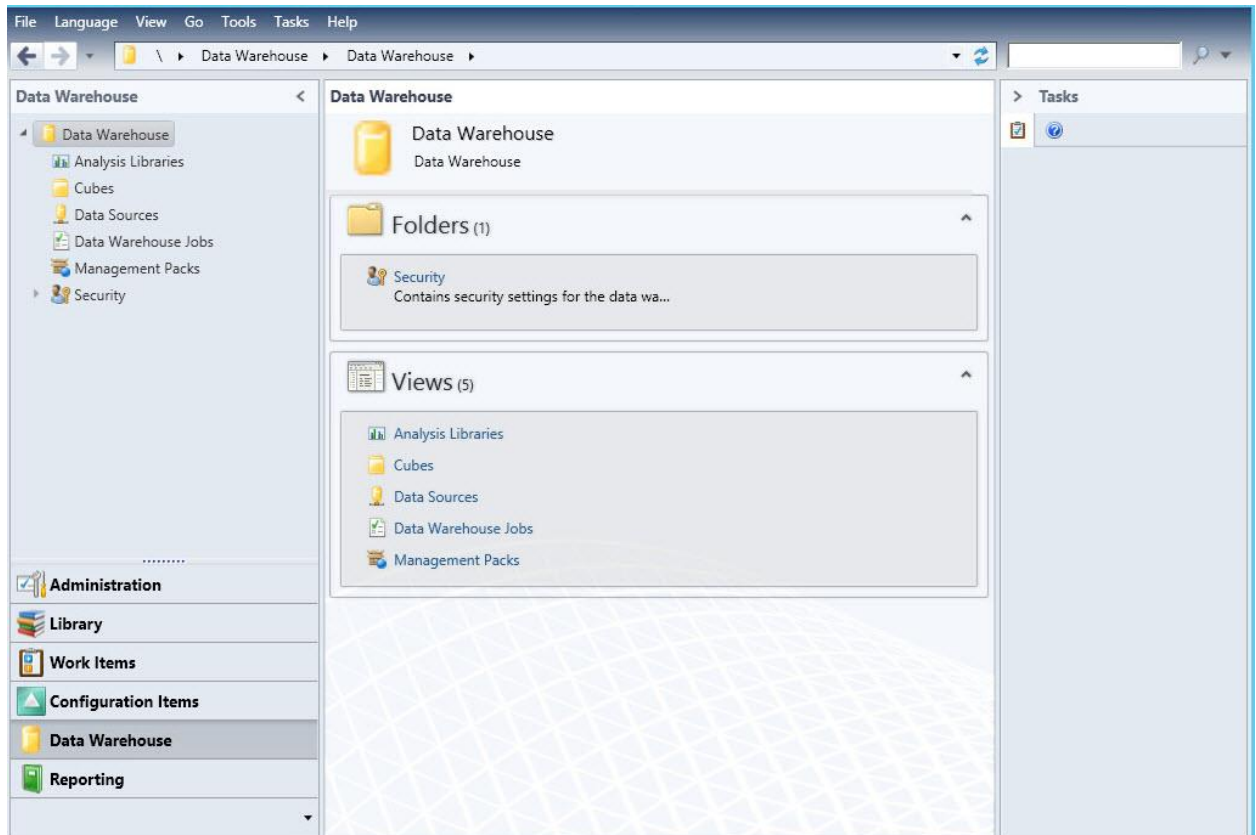 File Language View Go Tools Tasks Help
\ Data Warehouse Data Warehouse
Data Warehouse
Data Warehouse
Analysis Libraries
Cubes
Data Sources
Data Warehouse Jobs
Management Packs
Security
Administration
Library
Work Items
Configuration Items
Data Warehouse
Reporting
Data Warehouse
Data Warehouse
Data Warehouse
Folders (1)
Security
Contains security settings for the data wa...
Views (5)
Analysis Libraries
Cubes
Data Sources
Data Warehouse Jobs
Management Packs
Tasks